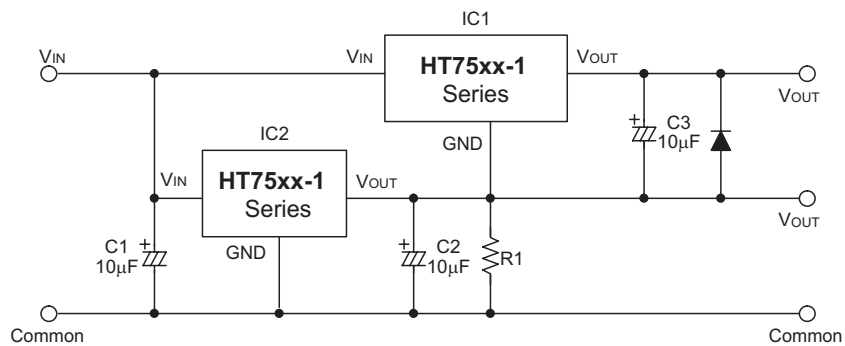 IC1
VIN
VIN
HT75xx-1
Series
VOUT
VOUT
GND
C3
10μF
IC2
VIN
HT75xx-1
Series
VOUT
VOUT
GND
C1
10μF
C2
10μF
R1
Common
Common